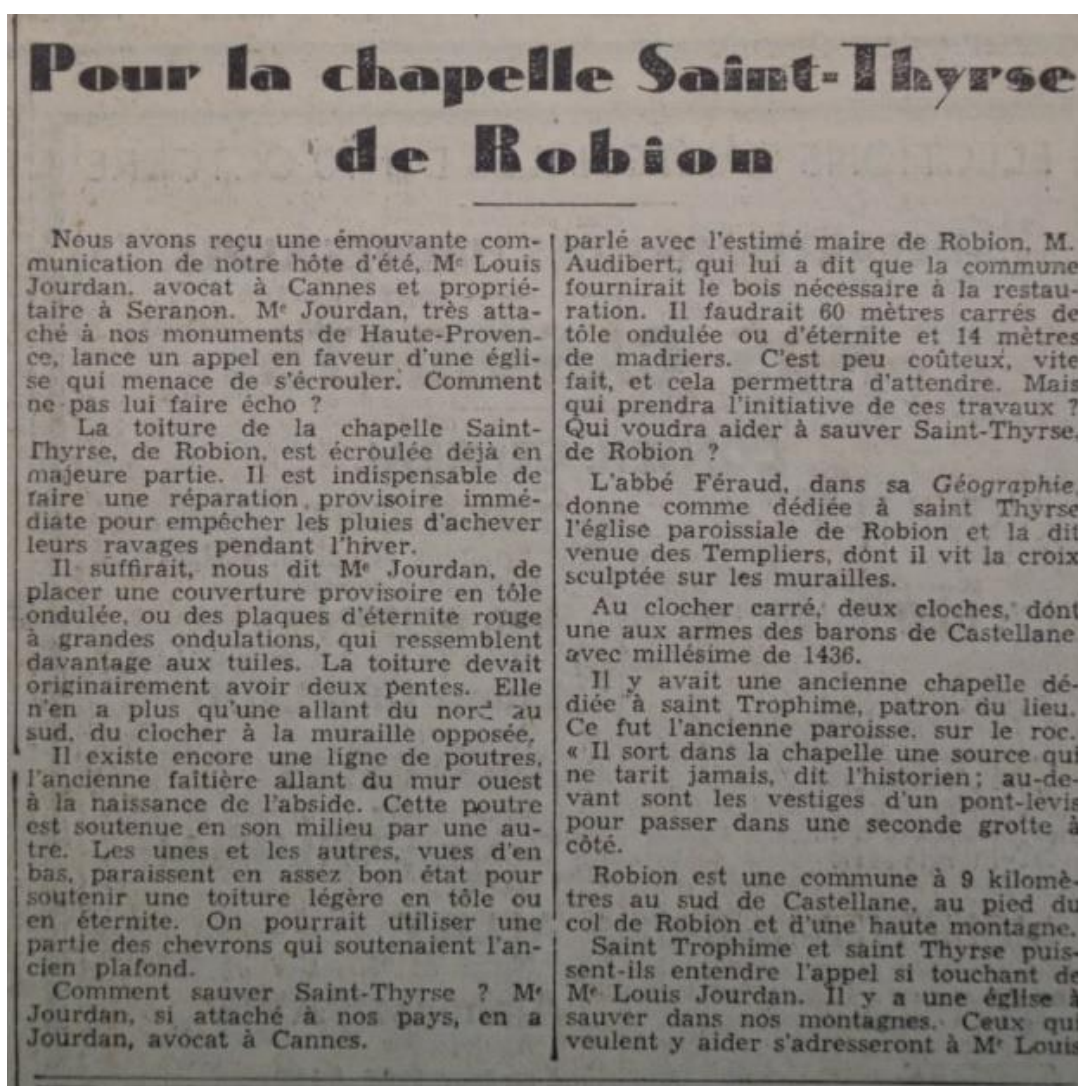 Pour la chapelle Saint-Thyrse
de Robion
Nous avons reçu une émouvante com-
munication de notre hôte d'été, Me Louis
Jourdan, avocat à Cannes et proprié-
taire à Seranon. Me Jourdan, très atta-
ché à nos monuments de Haute-Proven-
ce, lance un appel en faveur d'une égli-
se qui menace de s'écrouler. Comment
ne pas lui faire écho ?
La toiture de la chapelle Saint-
Thyrse, de Robion, est écroulée déjà en
majeure partie. Il est indispensable de
faire une réparation provisoire immé-
diate pour empêcher les pluies d'achever
leurs ravages pendant l'hiver.
Il suffirait, nous dit Me Jourdan, de
placer une couverture provisoire en tôle
ondulée, ou des plaques d'éternite rouge
à grandes ondulations, qui ressemblent
davantage aux tuiles. La toiture devait
originairement avoir deux pentes. Elle
n'en a plus qu'une allant du nord au
sud, du clocher à la muraille opposée.
Il existe encore une ligne de poutres,
l'ancienne faîtière allant du mur ouest
à la naissance de l'abside. Cette poutre
est soutenue en son milieu par une au-
tre. Les unes et les autres, vues d'en
bas, paraissent en assez bon état pour
soutenir une toiture légère en tôle ou
en éternite. On pourrait utiliser une
partie des chevrons qui soutenaient l'an-
cien plafond.
Comment sauver Saint-Thyrse ? Me
Jourdan, si attaché à nos pays, en a
Jourdan, avocat à Cannes.
parlé avec l'estimé maire de Robion, M.
Audibert, qui lui a dit que la commune
fournirait le bois nécessaire à la restau-
ration. Il faudrait 60 mètres carrés de
tôle ondulée ou d'éternite et 14 mètres
de madriers. C'est peu coûteux, vite
fait, et cela permettra d'attendre. Mais
qui prendra l'initiative de ces travaux ?
Qui voudra aider à sauver Saint-Thyrse,
de Robion ?
L'abbé Féraud, dans sa Géographie,
donne comme dédiée à saint Thyrse
l'église paroissiale de Robion et la dit
venue des Templiers, dont il vit la croix
sculptée sur les murailles.
Au clocher carré, deux cloches, dont
une aux armes des barons de Castellane
avec millésime de 1436.
Il y avait une ancienne chapelle dé-
diée à saint Trophime, patron du lieu.
Ce fut l'ancienne paroisse, sur le roc.
« Il sort dans la chapelle une source qui
ne tarit jamais, dit l'historien ; au-de-
vant sont les vestiges d'un pont-levis
pour passer dans une seconde grotte à
côté.
Robion est une commune à 9 kilomè-
tres au sud de Castellane, au pied du
col de Robion et d'une haute montagne.
Saint Trophime et saint Thyrse puis-
sent-ils entendre l'appel si touchant de
Me Louis Jourdan. Il y a une église à
sauver dans nos montagnes. Ceux qui
veulent y aider s'adresseront à Me Louis